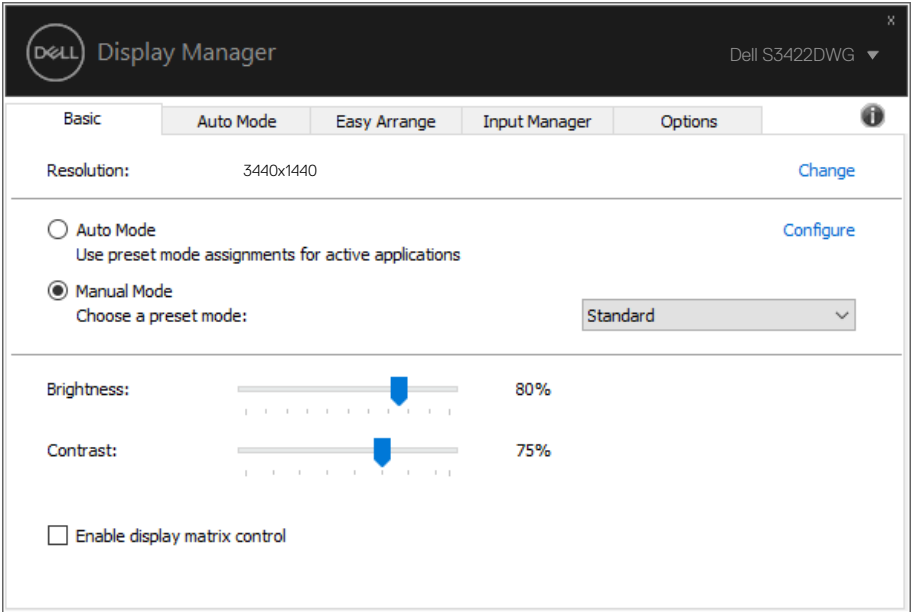 x
DELL Display Manager
Dell S3422DWG
Basic Auto Mode Easy Arrange Input Manager Options
Resolution: 3440x1440 Change
Auto Mode Configure
Use preset mode assignments for active applications
Manual Mode
Choose a preset mode: Standard
Brightness: 80%
Contrast: 75%
Enable display matrix control